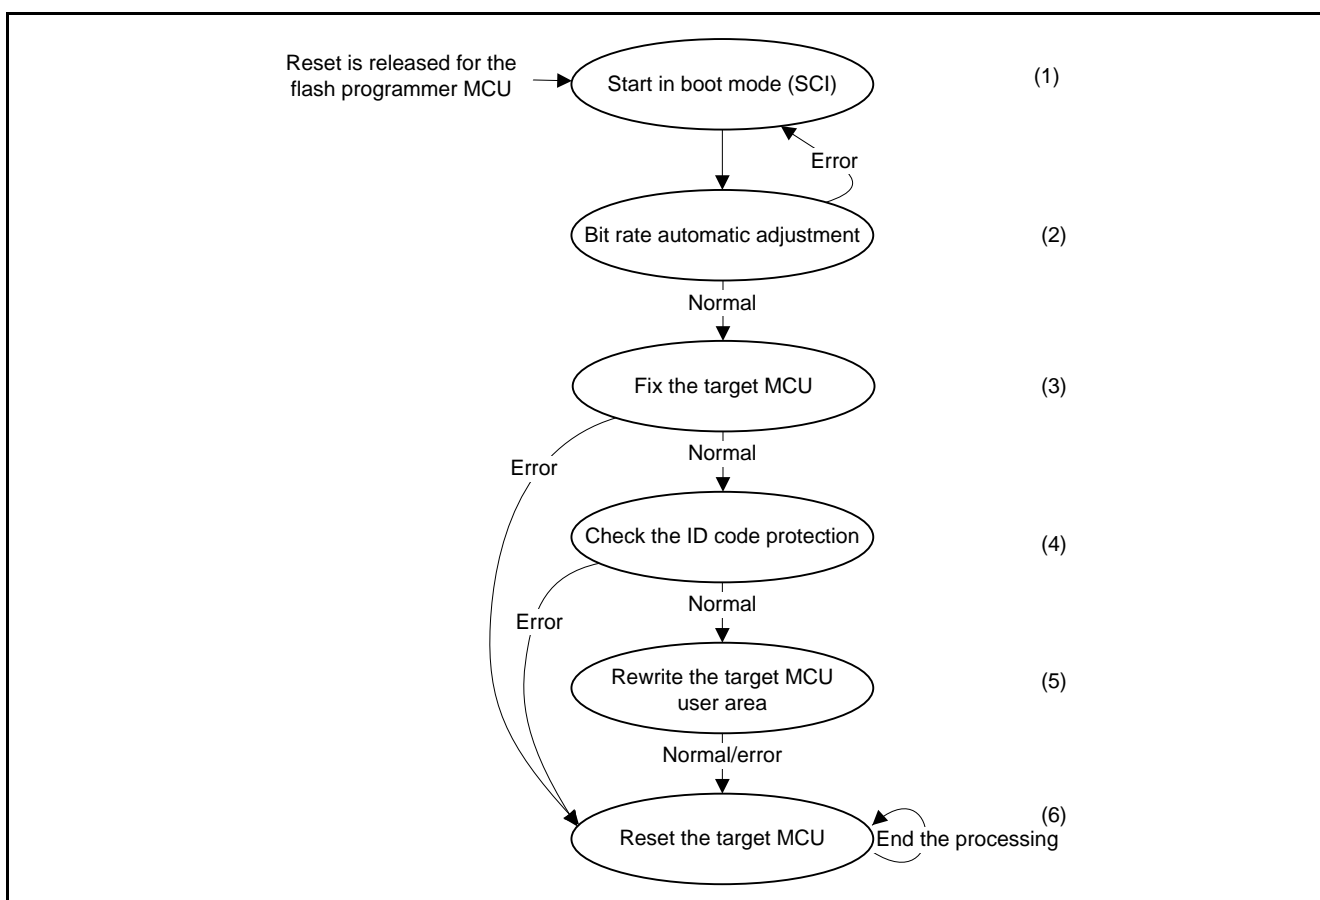 Reset is released for the
flash programmer MCU
Start in boot mode (SCI)
(1)
Error
Bit rate automatic adjustment
(2)
Normal
Fix the target MCU
(3)
Error
Normal
Check the ID code protection
(4)
Error
Normal
Rewrite the target MCU
user area
(5)
Normal/error
Reset the target MCU
(6)
End the processing